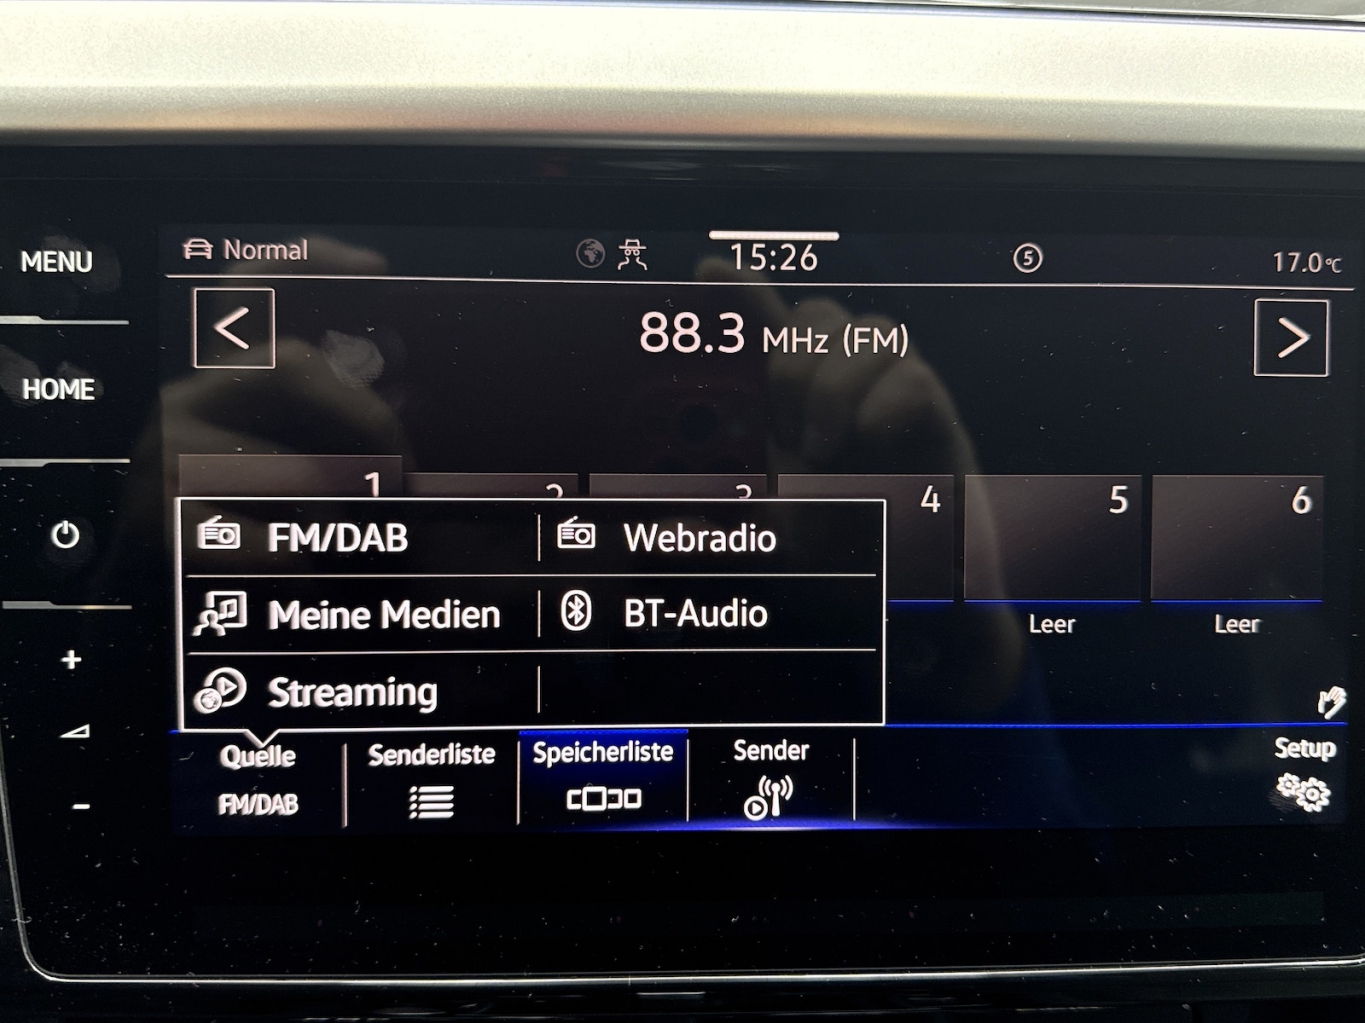 MENU
HOME
Normal
15:26
5
17.0°C
<
88.3 MHz (FM)
>
1 2 3 4 5 6
FM/DAB Webradio
Meine Medien BT-Audio
Streaming
Leer Leer
Quelle Senderliste Speicherliste Sender Setup
FM/DAB
+
-